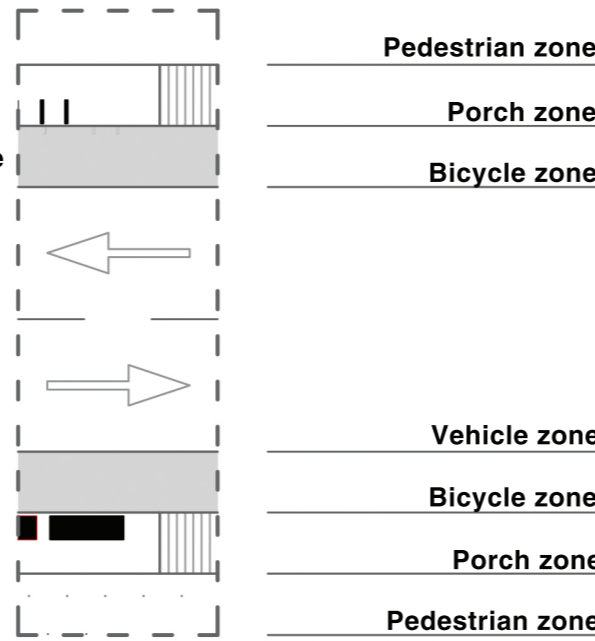 Pedestrian zone
Porch zone
e
Bicycle zone
Vehicle zone
Bicycle zone
Porch zone
Pedestrian zone